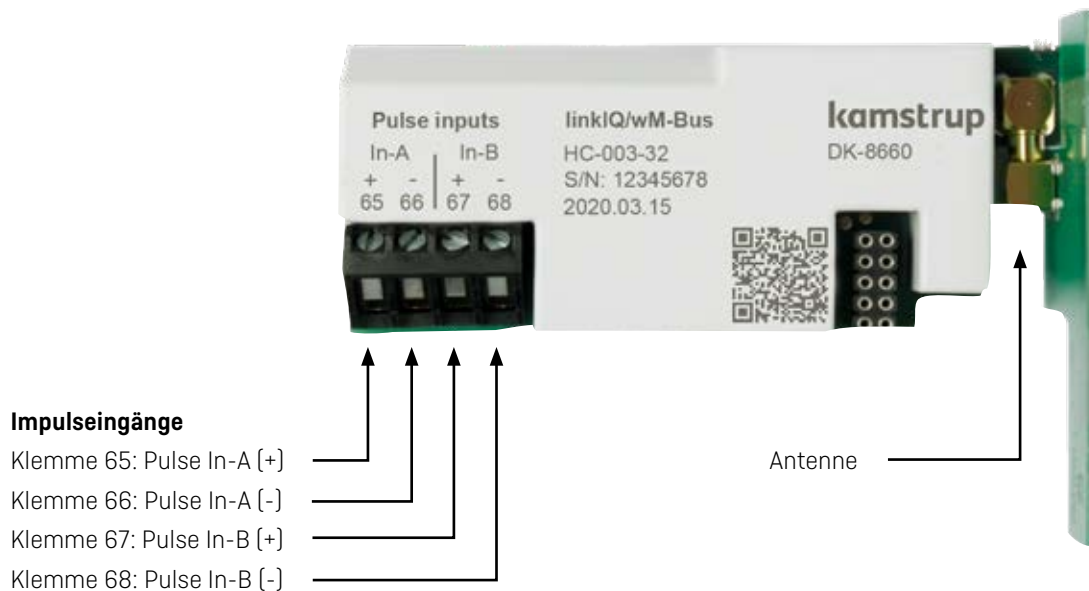 Pulse inputs
In-A In-B
+ - + -
65 66 67 68
linkIQ/wM-Bus
HC-003-32
S/N: 12345678
2020.03.15
kamstrup
DK-8660
Impulseingänge
Klemme 65: Pulse In-A (+)
Klemme 66: Pulse In-A (-)
Klemme 67: Pulse In-B (+)
Klemme 68: Pulse In-B (-)
Antenne